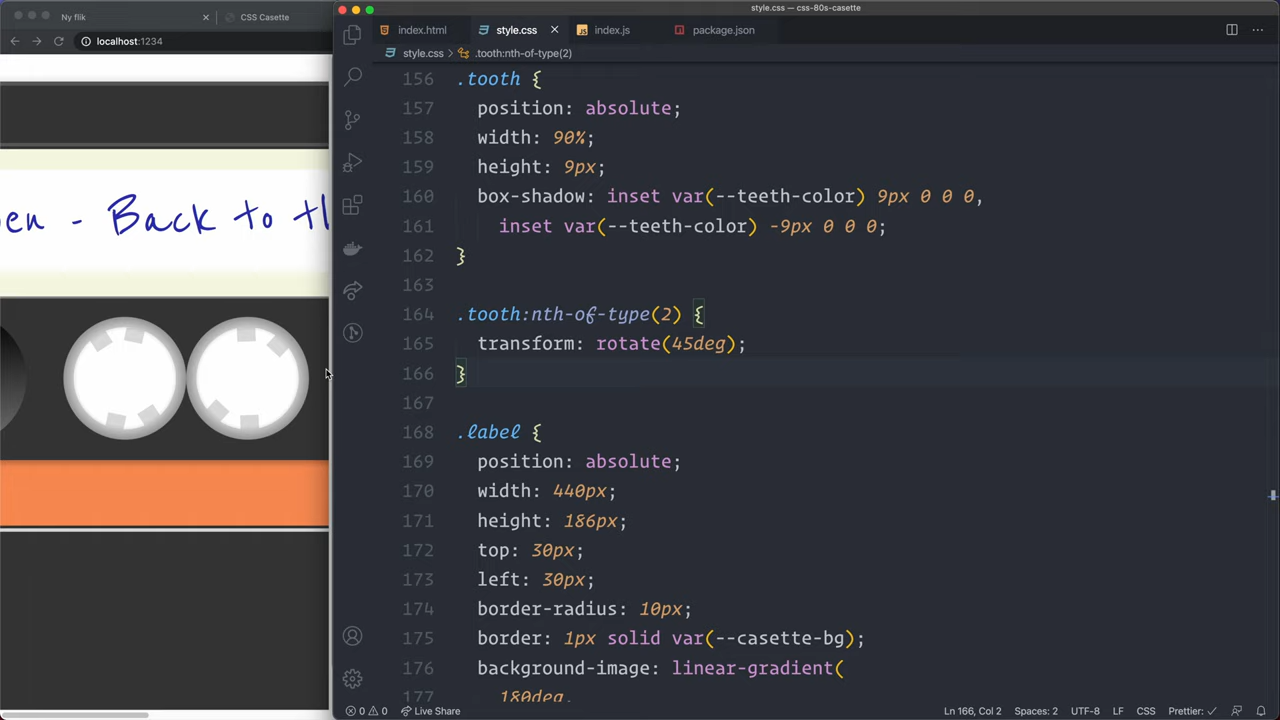 style.css — css-80s-casette
Ny flik
CSS Casette
index.html
style.css
index.js
package.json
localhost:1234
style.css > .tooth:nth-of-type(2)
156 .tooth {
157 position: absolute;
158 width: 90%;
159 height: 9px;
160 box-shadow: inset var(--teeth-color) 9px 0 0 0,
161 inset var(--teeth-color) -9px 0 0 0;
162 }
163
164 .tooth:nth-of-type(2) {
165 transform: rotate(45deg);
166 }
167
168 .label {
169 position: absolute;
170 width: 440px;
171 height: 186px;
172 top: 30px;
173 left: 30px;
174 border-radius: 10px;
175 border: 1px solid var(--casette-bg);
176 background-image: linear-gradient(
177 180deg,
en - Back to th
0 0 Live Share
Ln 166, Col 2 Spaces: 2 UTF-8 LF CSS Prettier: ✓